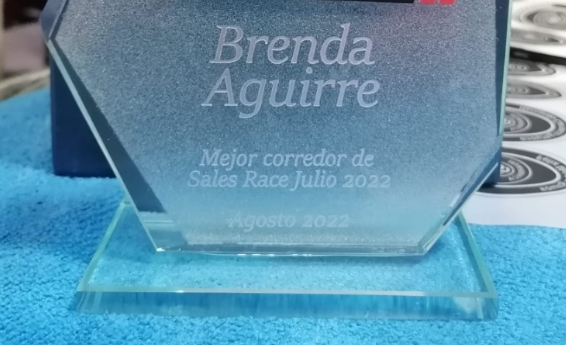 Brenda
Aguirre
Mejor corredor de
Sales Race Julio 2022
Agosto 2022